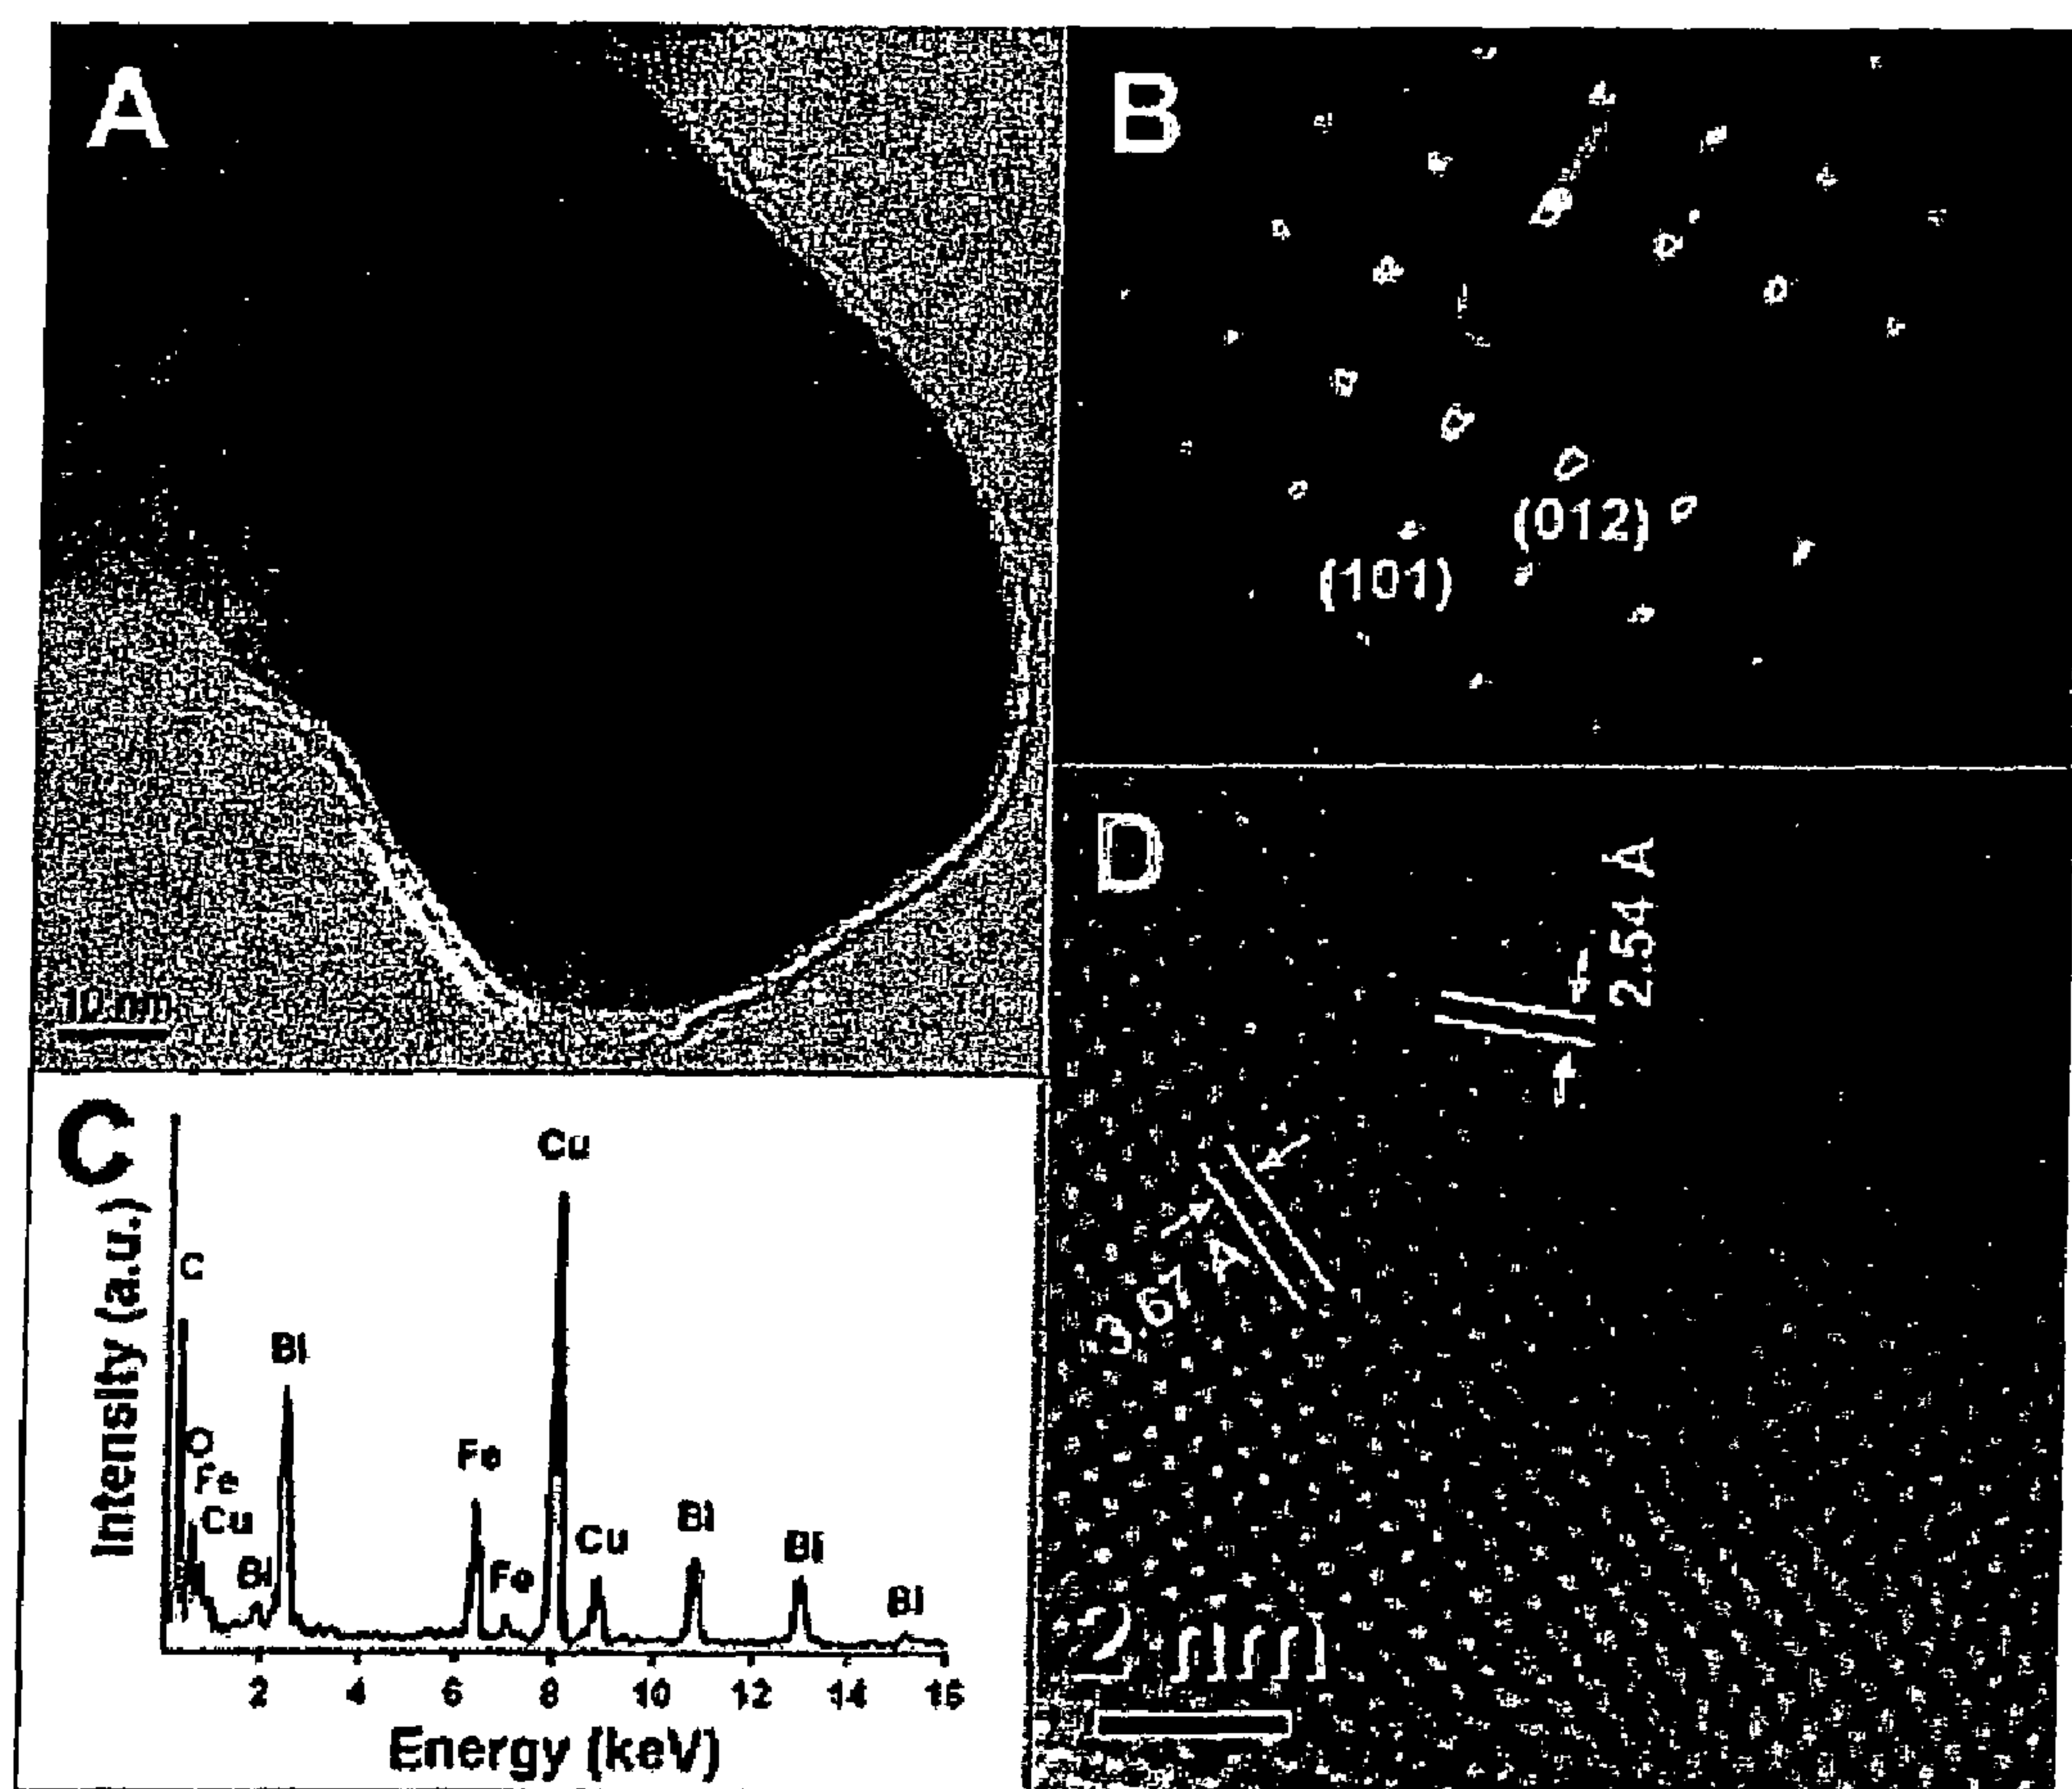 A
10 nm
B
(012)
(101)
C
Intensity (a.u.)
C
O
Fe
Cu
Bi
Bi
Fe
Fe
Cu
Cu
Bi
Bi
Bi
2 4 6 8 10 12 14 16
Energy (keV)
D
2.54 Å
3.67 Å
2 nm